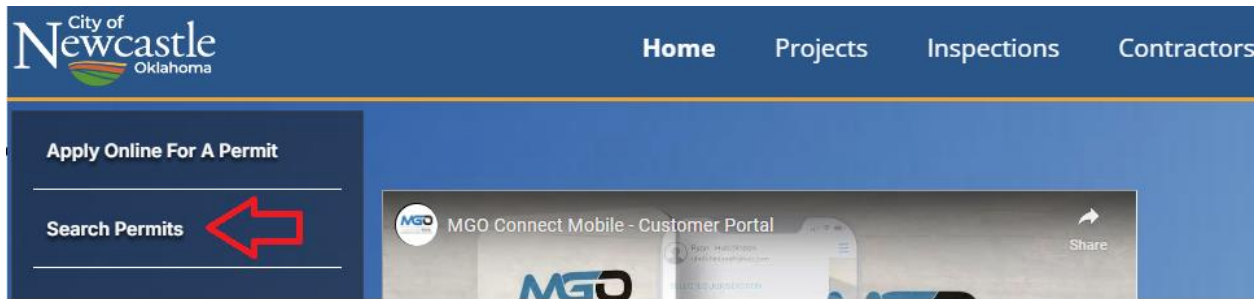 City of
Newcastle
Oklahoma
Home Projects Inspections Contractors
Apply Online For A Permit
Search Permits
MGO
MGO Connect Mobile - Customer Portal
Share
MGO